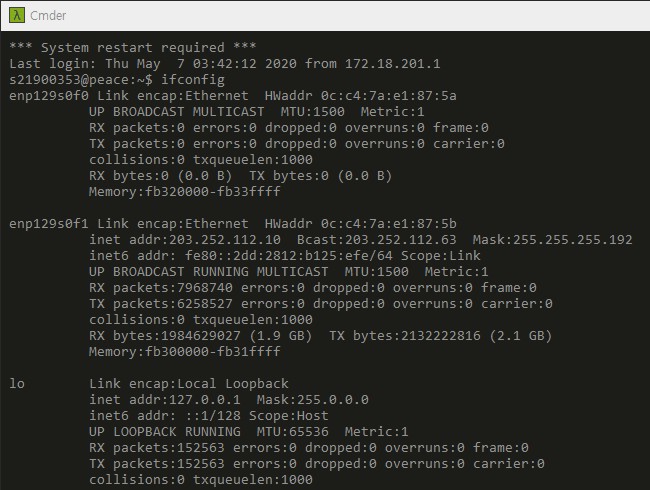 λ Cmder
*** System restart required ***
Last login: Thu May  7 03:42:12 2020 from 172.18.201.1
s21900353@peace:~$ ifconfig
enp129s0f0 Link encap:Ethernet  HWaddr 0c:c4:7a:e1:87:5a
          UP BROADCAST MULTICAST  MTU:1500  Metric:1
          RX packets:0 errors:0 dropped:0 overruns:0 frame:0
          TX packets:0 errors:0 dropped:0 overruns:0 carrier:0
          collisions:0 txqueuelen:1000
          RX bytes:0 (0.0 B)  TX bytes:0 (0.0 B)
          Memory:fb320000-fb33ffff
enp129s0f1 Link encap:Ethernet  HWaddr 0c:c4:7a:e1:87:5b
          inet addr:203.252.112.10  Bcast:203.252.112.63  Mask:255.255.255.192
          inet6 addr: fe80::2dd:2812:b125:efe/64 Scope:Link
          UP BROADCAST RUNNING MULTICAST  MTU:1500  Metric:1
          RX packets:7968740 errors:0 dropped:0 overruns:0 frame:0
          TX packets:6258527 errors:0 dropped:0 overruns:0 carrier:0
          collisions:0 txqueuelen:1000
          RX bytes:1984629027 (1.9 GB)  TX bytes:2132222816 (2.1 GB)
          Memory:fb300000-fb31ffff
lo        Link encap:Local Loopback
          inet addr:127.0.0.1  Mask:255.0.0.0
          inet6 addr: ::1/128 Scope:Host
          UP LOOPBACK RUNNING  MTU:65536  Metric:1
          RX packets:152563 errors:0 dropped:0 overruns:0 frame:0
          TX packets:152563 errors:0 dropped:0 overruns:0 carrier:0
          collisions:0 txqueuelen:1000